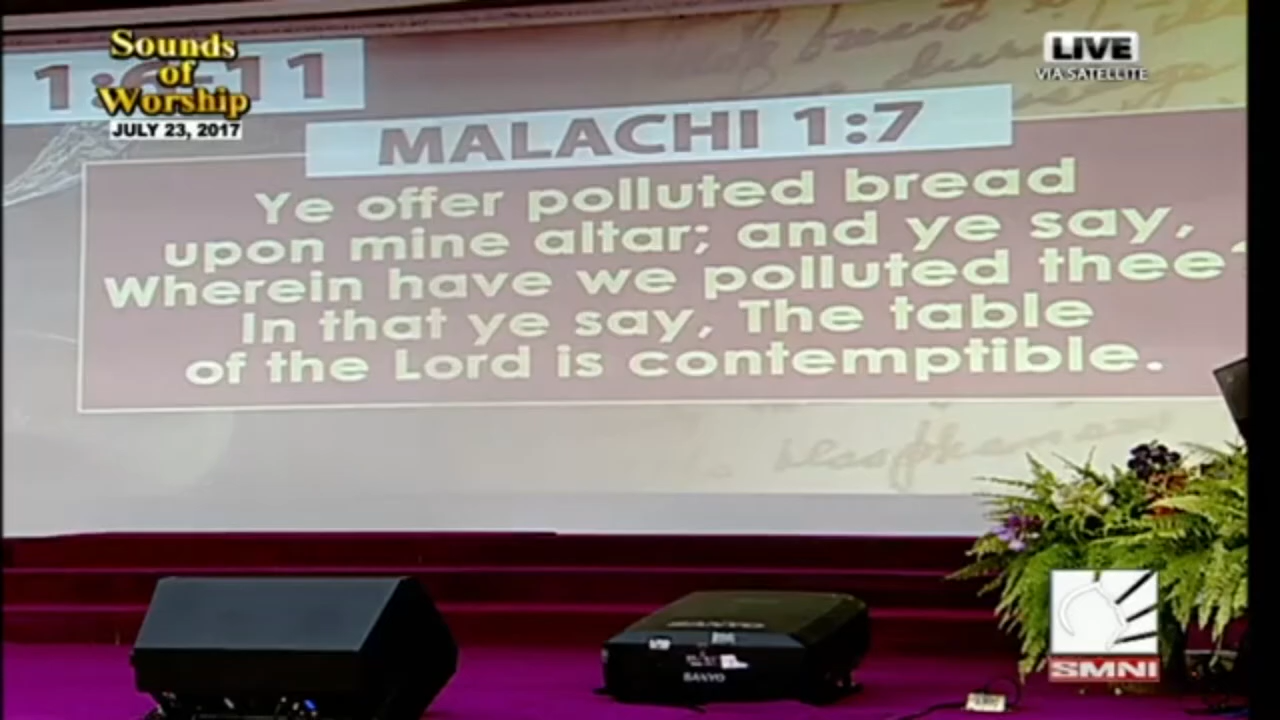 Sounds
of
Worship
JULY 23, 2017
LIVE
VIA SATELLITE
1:6-11
MALACHI 1:7
Ye offer polluted bread
upon mine altar; and ye say,
Wherein have we polluted thee?
In that ye say, The table
of the Lord is contemptible.
SANYO
SANYO
SMNI